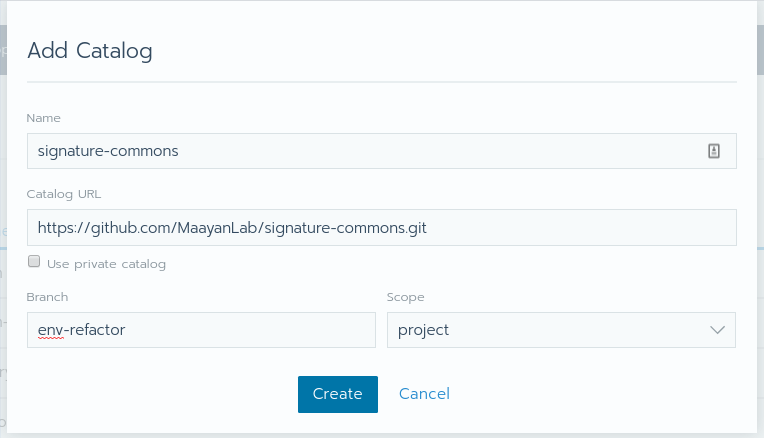 Add Catalog
Name
signature-commons
Catalog URL
https://github.com/MaayanLab/signature-commons.git
Use private catalog
Branch
Scope
env-refactor
project
Create
Cancel